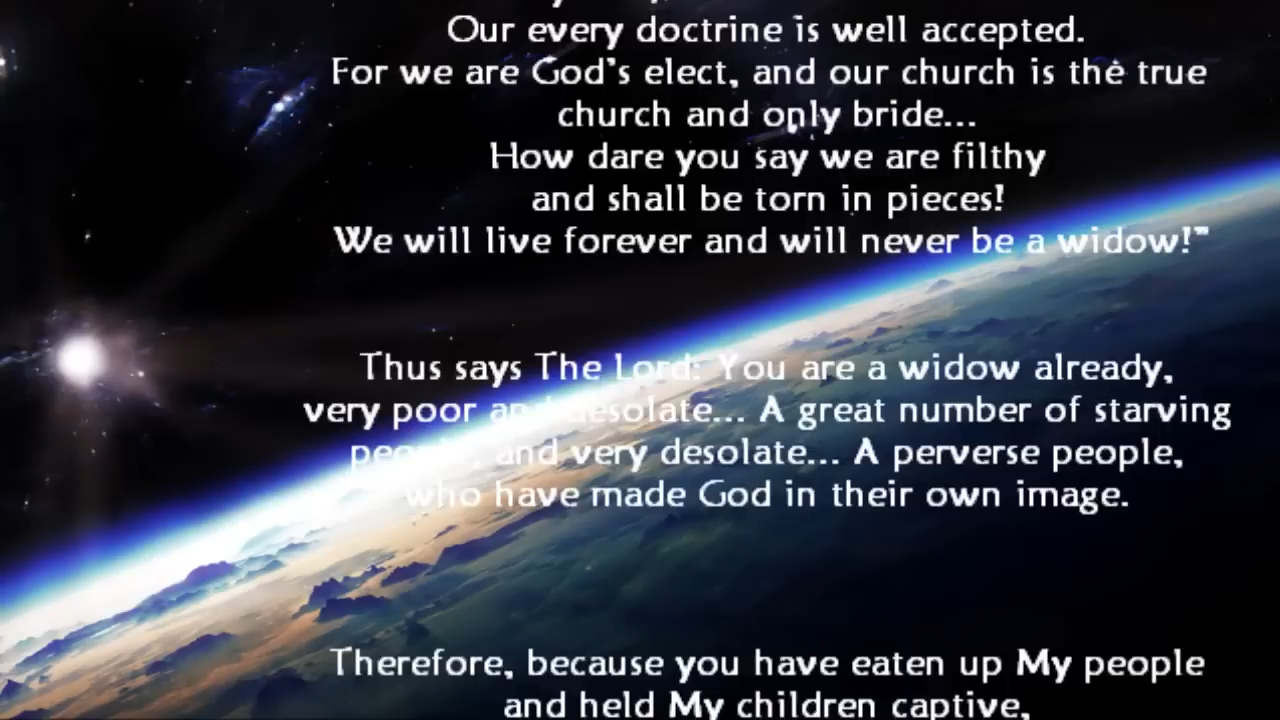 Our every doctrine is well accepted.
For we are God's elect, and our church is the true
church and only bride...
How dare you say we are filthy
and shall be torn in pieces!
We will live forever and will never be a widow!"
Thus says The Lord: You are a widow already,
very poor and desolate... A great number of starving
people, and very desolate... A perverse people,
who have made God in their own image.
Therefore, because you have eaten up My people
and held My children captive,